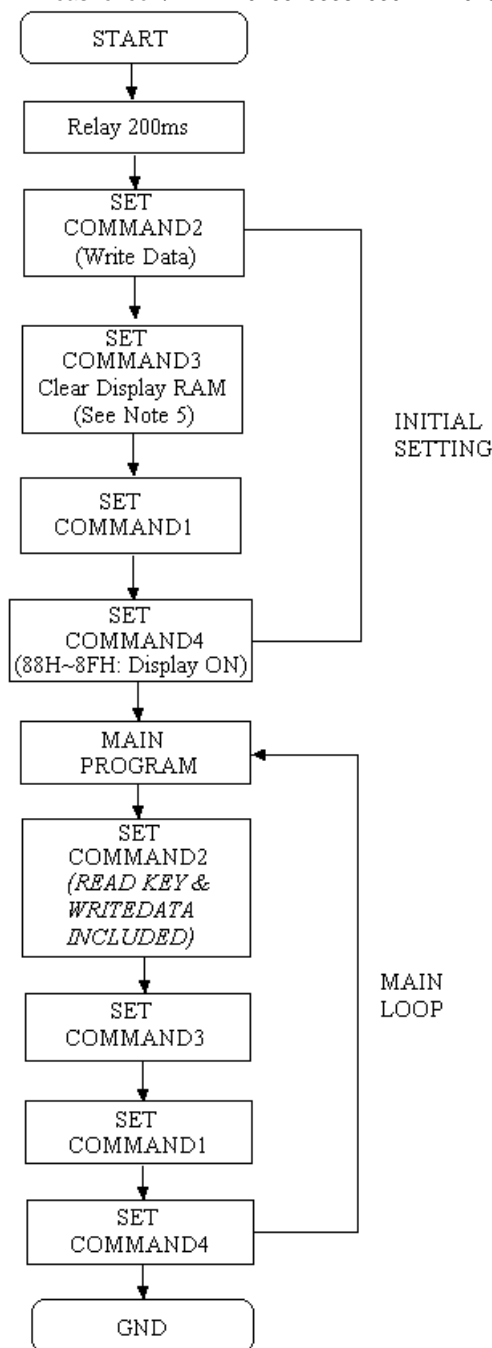 START
Relay 200ms
SET
COMMAND2
(Write Data)
SET
COMMAND3
Clear Display RAM
(See Note 5)
INITIAL
SETTING
SET
COMMAND1
SET
COMMAND4
(88H~8FH: Display ON)
MAIN
PROGRAM
SET
COMMAND2
(READ KEY &
WRITEDATA
INCLUDED)
MAIN
LOOP
SET
COMMAND3
SET
COMMAND1
SET
COMMAND4
GND